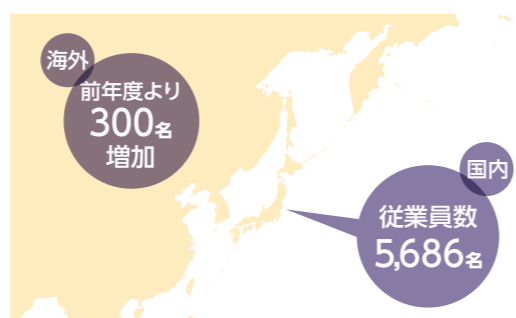 海外
前年度より
300名
増加
国内
従業員数
5,686名